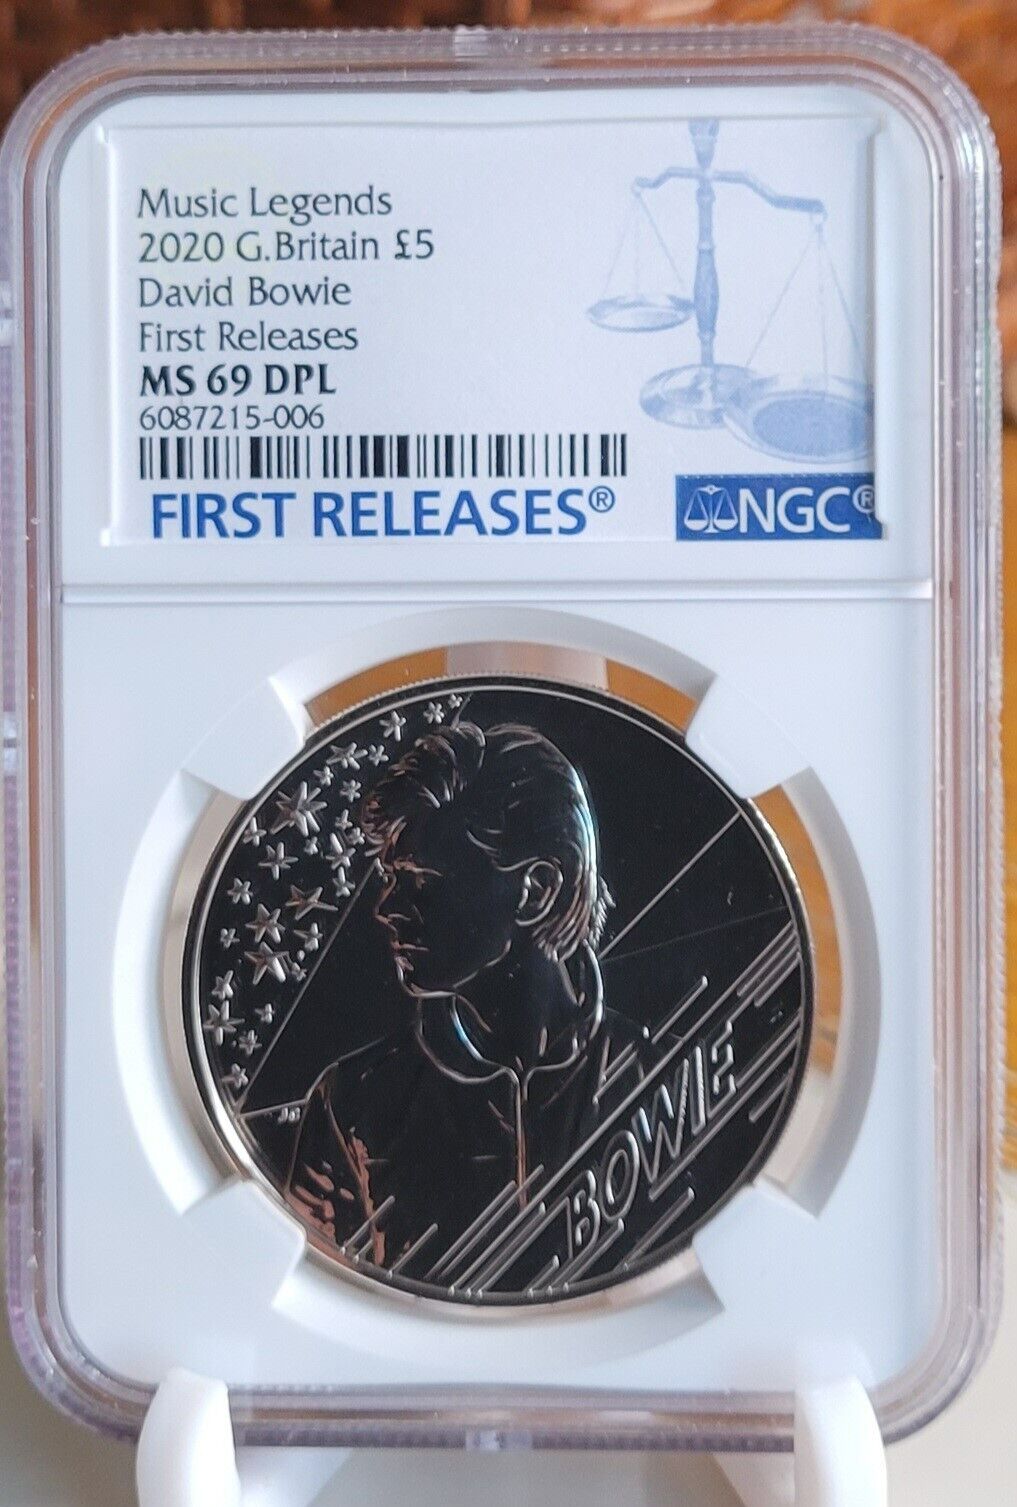 Music Legends
2020 G.Britain £5
David Bowie
First Releases
MS 69 DPL
6087215-006
FIRST RELEASES®
NGC®
BOWIE